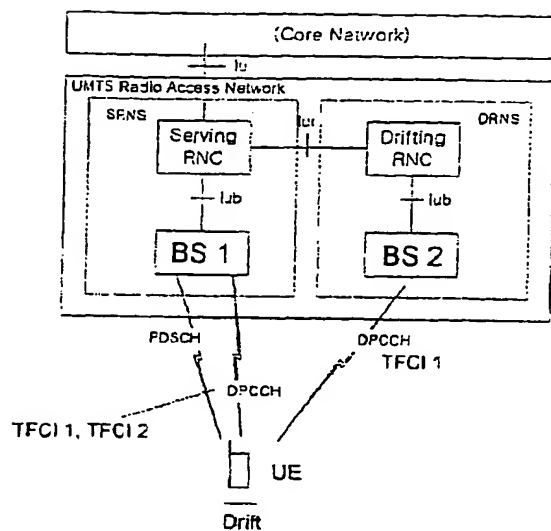 (Core Network)
Iu
UMTS Radio Access Network
SRNS
DRNS
Serving
RNC
Iur
Drifting
RNC
Iub
Iub
BS 1
BS 2
PDSCH
DPCCH
DPCCH
TFCI 1
TFCI 1, TFCI 2
UE
Drift